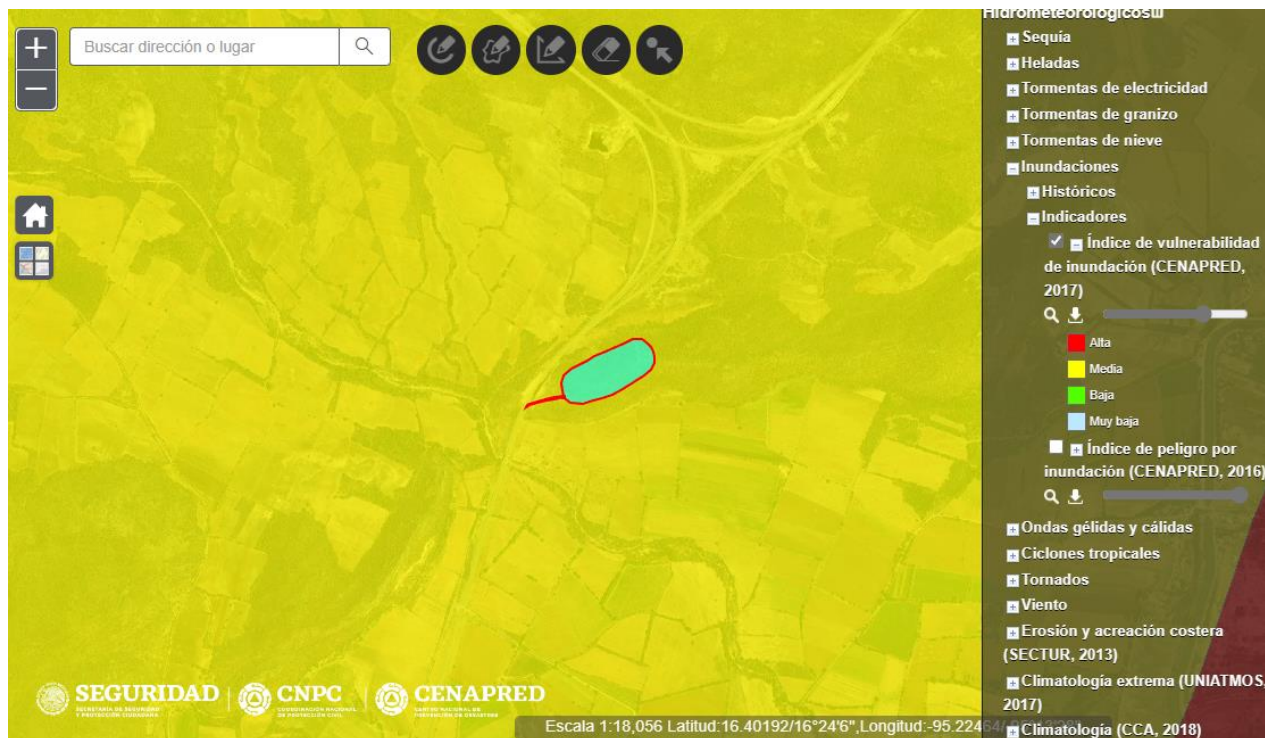 Buscar dirección o lugar
Hidrometeorológicos
Sequía
Heladas
Tormentas de electricidad
Tormentas de granizo
Tormentas de nieve
Inundaciones
Históricos
Indicadores
Índice de vulnerabilidad
de inundación (CENAPRED,
2017)
Alta
Media
Baja
Muy baja
Índice de peligro por
inundación (CENAPRED, 2016)
Ondas gélidas y cálidas
Ciclones tropicales
Tornados
Viento
Erosión y acreación costera
(SECTUR, 2013)
Climatología extrema (UNIATMOS,
2017)
Climatología (CCA, 2018)
SEGURIDAD
SECRETARÍA DE SEGURIDAD
Y PROTECCIÓN CIUDADANA
CNPC
COORDINACIÓN NACIONAL
DE PROTECCIÓN CIVIL
CENAPRED
CENTRO NACIONAL DE
PREVENCIÓN DE DESASTRES
Escala 1:18,056 Latitud:16.40192/16°24'6",Longitud:-95.22464/